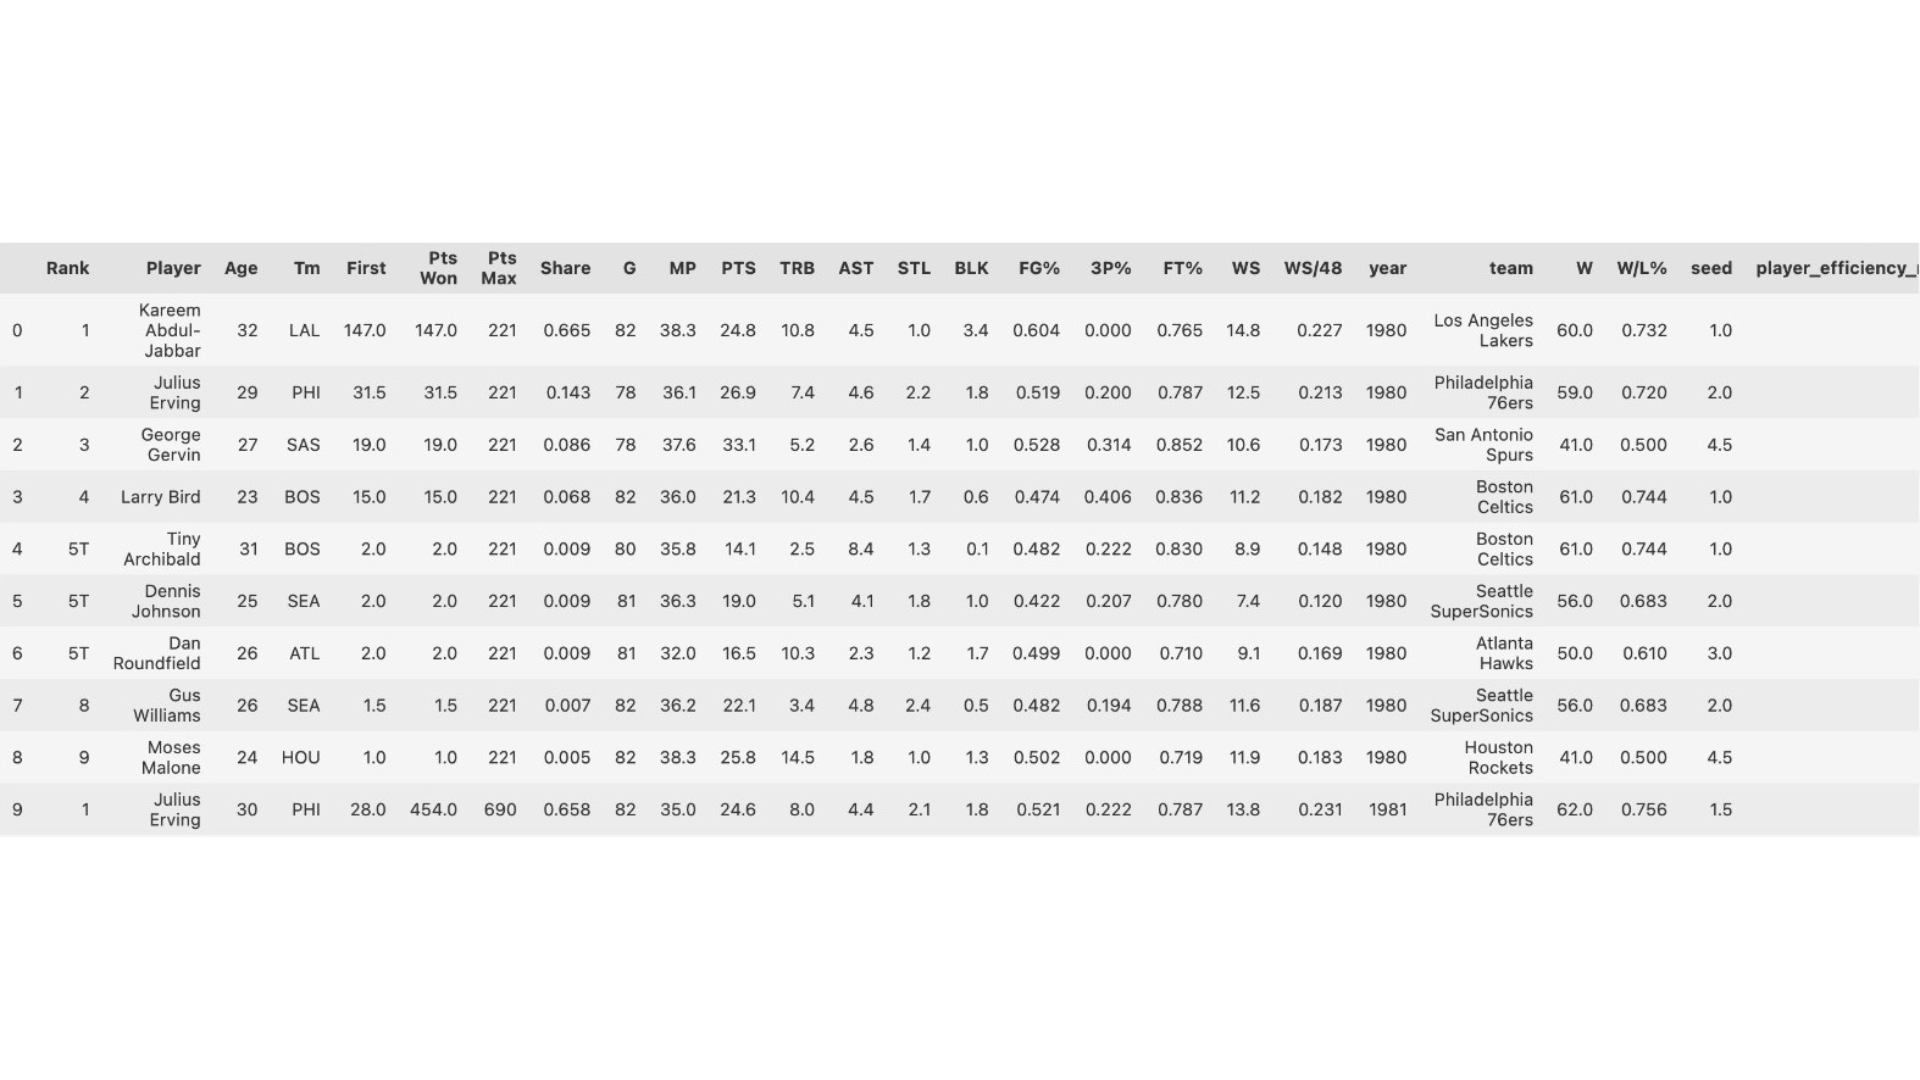 Rank Player Age Tm First Pts Won Pts Max Share G MP PTS TRB AST STL BLK FG% 3P% FT% WS WS/48 year team W W/L% seed player_efficiency_
0 1 Kareem Abdul-Jabbar 32 LAL 147.0 147.0 221 0.665 82 38.3 24.8 10.8 4.5 1.0 3.4 0.604 0.000 0.765 14.8 0.227 1980 Los Angeles Lakers 60.0 0.732 1.0
1 2 Julius Erving 29 PHI 31.5 31.5 221 0.143 78 36.1 26.9 7.4 4.6 2.2 1.8 0.519 0.200 0.787 12.5 0.213 1980 Philadelphia 76ers 59.0 0.720 2.0
2 3 George Gervin 27 SAS 19.0 19.0 221 0.086 78 37.6 33.1 5.2 2.6 1.4 1.0 0.528 0.314 0.852 10.6 0.173 1980 San Antonio Spurs 41.0 0.500 4.5
3 4 Larry Bird 23 BOS 15.0 15.0 221 0.068 82 36.0 21.3 10.4 4.5 1.7 0.6 0.474 0.406 0.836 11.2 0.182 1980 Boston Celtics 61.0 0.744 1.0
4 5T Tiny Archibald 31 BOS 2.0 2.0 221 0.009 80 35.8 14.1 2.5 8.4 1.3 0.1 0.482 0.222 0.830 8.9 0.148 1980 Boston Celtics 61.0 0.744 1.0
5 5T Dennis Johnson 25 SEA 2.0 2.0 221 0.009 81 36.3 19.0 5.1 4.1 1.8 1.0 0.422 0.207 0.780 7.4 0.120 1980 Seattle SuperSonics 56.0 0.683 2.0
6 5T Dan Roundfield 26 ATL 2.0 2.0 221 0.009 81 32.0 16.5 10.3 2.3 1.2 1.7 0.499 0.000 0.710 9.1 0.169 1980 Atlanta Hawks 50.0 0.610 3.0
7 8 Gus Williams 26 SEA 1.5 1.5 221 0.007 82 36.2 22.1 3.4 4.8 2.4 0.5 0.482 0.194 0.788 11.6 0.187 1980 Seattle SuperSonics 56.0 0.683 2.0
8 9 Moses Malone 24 HOU 1.0 1.0 221 0.005 82 38.3 25.8 14.5 1.8 1.0 1.3 0.502 0.000 0.719 11.9 0.183 1980 Houston Rockets 41.0 0.500 4.5
9 1 Julius Erving 30 PHI 28.0 454.0 690 0.658 82 35.0 24.6 8.0 4.4 2.1 1.8 0.521 0.222 0.787 13.8 0.231 1981 Philadelphia 76ers 62.0 0.756 1.5